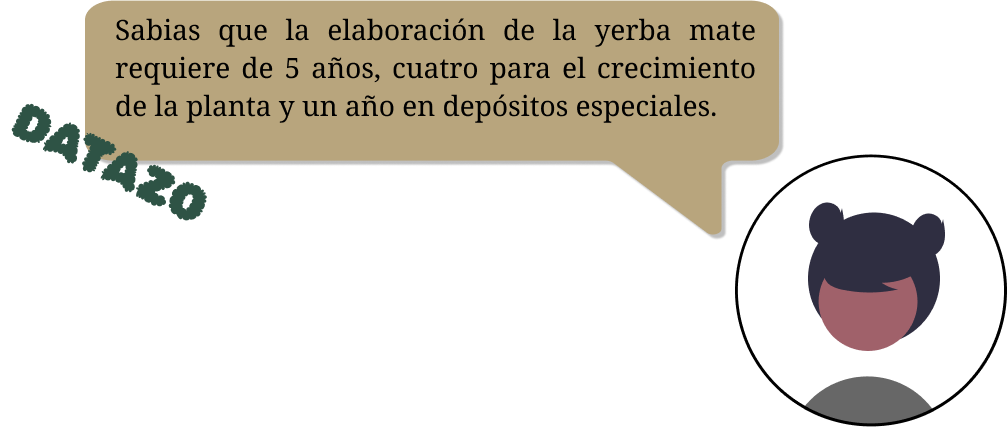 Sabias que la elaboración de la yerba mate
requiere de 5 años, cuatro para el crecimiento
de la planta y un año en depósitos especiales.
DATAZO